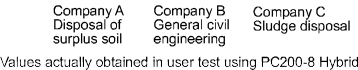 Company A
Disposal of
surplus soil
Company B
General civil
engineering
Company C
Sludge disposal
Values actually obtained in user test using PC200-8 Hybrid